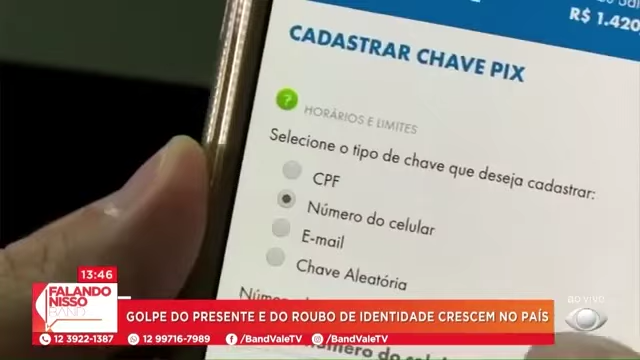 R$ 1.420
CADASTRAR CHAVE PIX
?
HORÁRIOS E LIMITES
Selecione o tipo de chave que deseja cadastrar:
CPF
Número do celular
E-mail
Chave Aleatória
13:46
FALANDO
NISSO
BAND
GOLPE DO PRESENTE E DO ROUBO DE IDENTIDADE CRESCEM NO PAÍS
AO VIVO
12 3922-1387
12 99716-7989
/BandValeTV
@BandValeTV